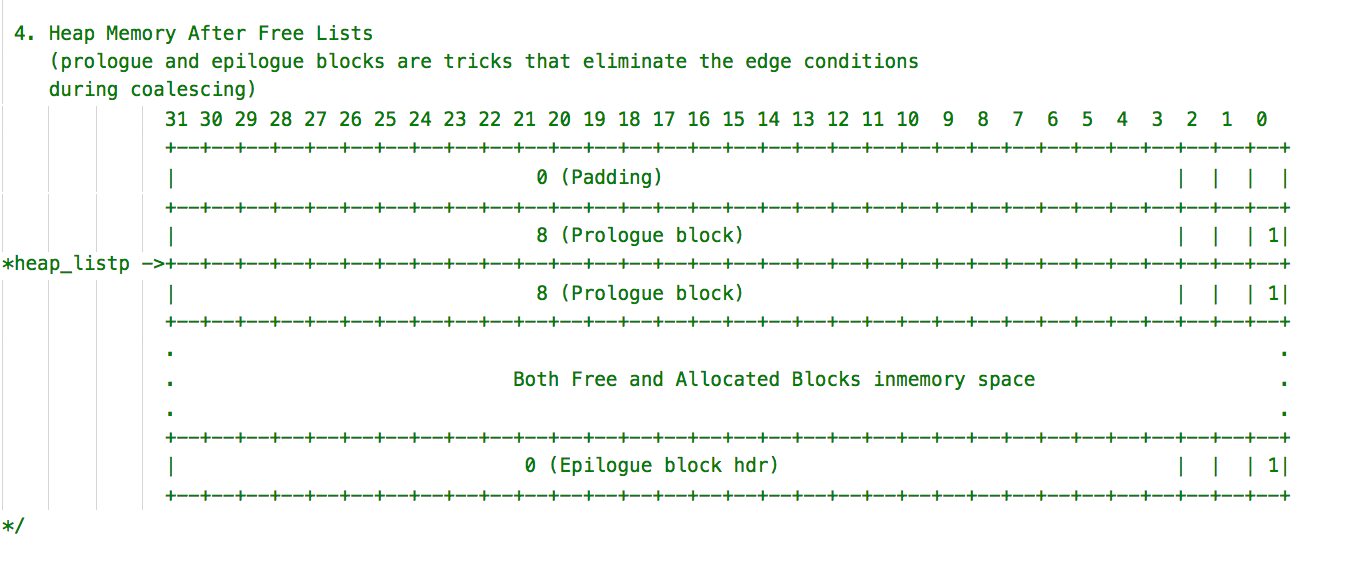 4. Heap Memory After Free Lists
(prologue and epilogue blocks are tricks that eliminate the edge conditions
during coalescing)
31 30 29 28 27 26 25 24 23 22 21 20 19 18 17 16 15 14 13 12 11 10 9 8 7 6 5 4 3 2 1 0
+--+--+--+--+--+--+--+--+--+--+--+--+--+--+--+--+--+--+--+--+--+--+--+--+--+--+--+--+--+--+--+--+
| 0 (Padding) | | | |
+--+--+--+--+--+--+--+--+--+--+--+--+--+--+--+--+--+--+--+--+--+--+--+--+--+--+--+--+--+--+--+--+
| 8 (Prologue block) | | | 1|
*heap_listp ->+--+--+--+--+--+--+--+--+--+--+--+--+--+--+--+--+--+--+--+--+--+--+--+--+--+--+--+--+--+--+--+--+
| 8 (Prologue block) | | | 1|
+--+--+--+--+--+--+--+--+--+--+--+--+--+--+--+--+--+--+--+--+--+--+--+--+--+--+--+--+--+--+--+--+
. .
. Both Free and Allocated Blocks inmemory space .
. .
+--+--+--+--+--+--+--+--+--+--+--+--+--+--+--+--+--+--+--+--+--+--+--+--+--+--+--+--+--+--+--+--+
| 0 (Epilogue block hdr) | | | 1|
+--+--+--+--+--+--+--+--+--+--+--+--+--+--+--+--+--+--+--+--+--+--+--+--+--+--+--+--+--+--+--+--+
*/